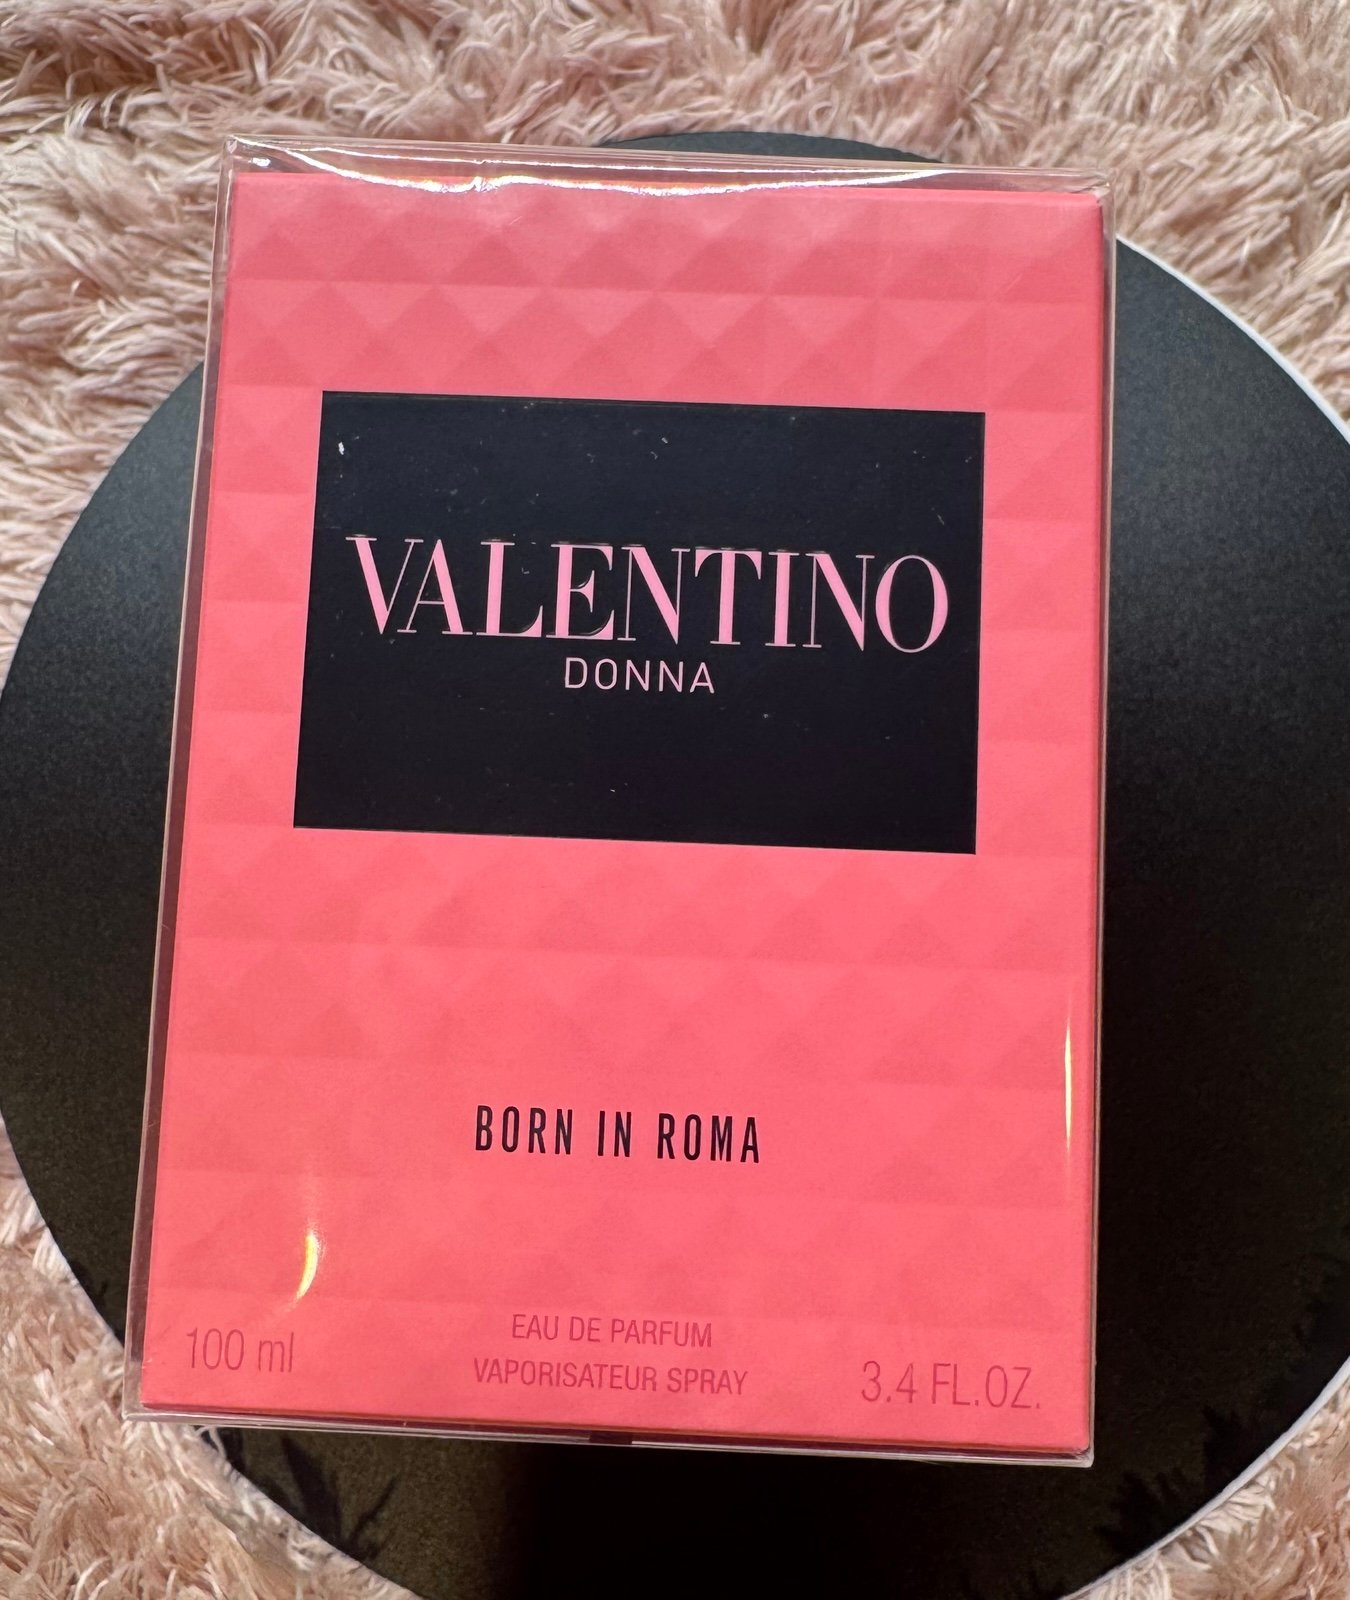 VALENTINO
DONNA
BORN IN ROMA
EAU DE PARFUM
VAPORISATEUR SPRAY
100 ml
3.4 FL.OZ.